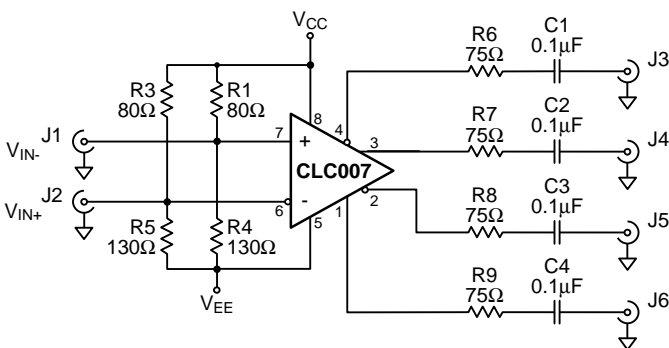 VCC
R6
75Ω
C1
0.1μF
J3
R3
80Ω
R1
80Ω
8
4
R7
75Ω
C2
0.1μF
J4
VIN-
J1
7
+
3
CLC007
VIN+
J2
6
-
2
R8
75Ω
C3
0.1μF
J5
R5
130Ω
R4
130Ω
5
1
VEE
R9
75Ω
C4
0.1μF
J6